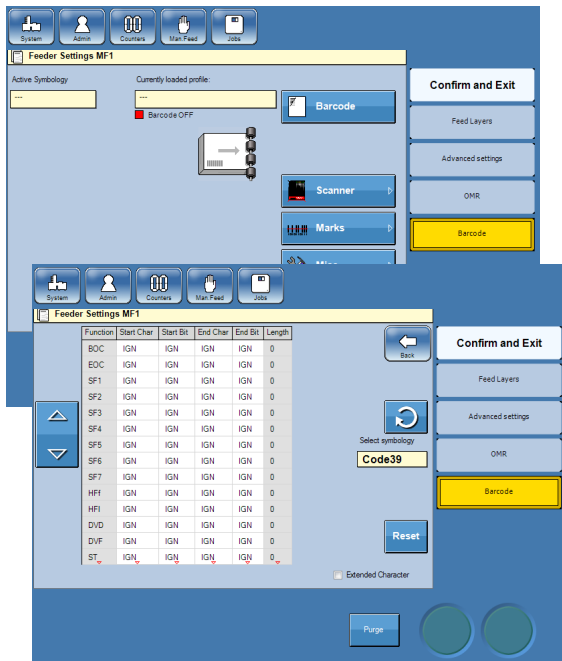 System Admin Counters Man.Feed Jobs
Feeder Settings MF1
Active Symbology Currently loaded profile:
--- ---
Barcode OFF
Barcode
Scanner
Marks
Confirm and Exit
Feed Layers
Advanced settings
OMR
Barcode
System Admin Counters Man.Feed Jobs
Feeder Settings MF1
Function Start Char Start Bit End Char End Bit Length
BOC IGN IGN IGN IGN 0
EOC IGN IGN IGN IGN 0
SF1 IGN IGN IGN IGN 0
SF2 IGN IGN IGN IGN 0
SF3 IGN IGN IGN IGN 0
SF4 IGN IGN IGN IGN 0
SF5 IGN IGN IGN IGN 0
SF6 IGN IGN IGN IGN 0
SF7 IGN IGN IGN IGN 0
HFf IGN IGN IGN IGN 0
HFl IGN IGN IGN IGN 0
DVD IGN IGN IGN IGN 0
DVF IGN IGN IGN IGN 0
ST IGN IGN IGN IGN 0
Back
Select symbology
Code39
Reset
Extended Character
Confirm and Exit
Feed Layers
Advanced settings
OMR
Barcode
Purge